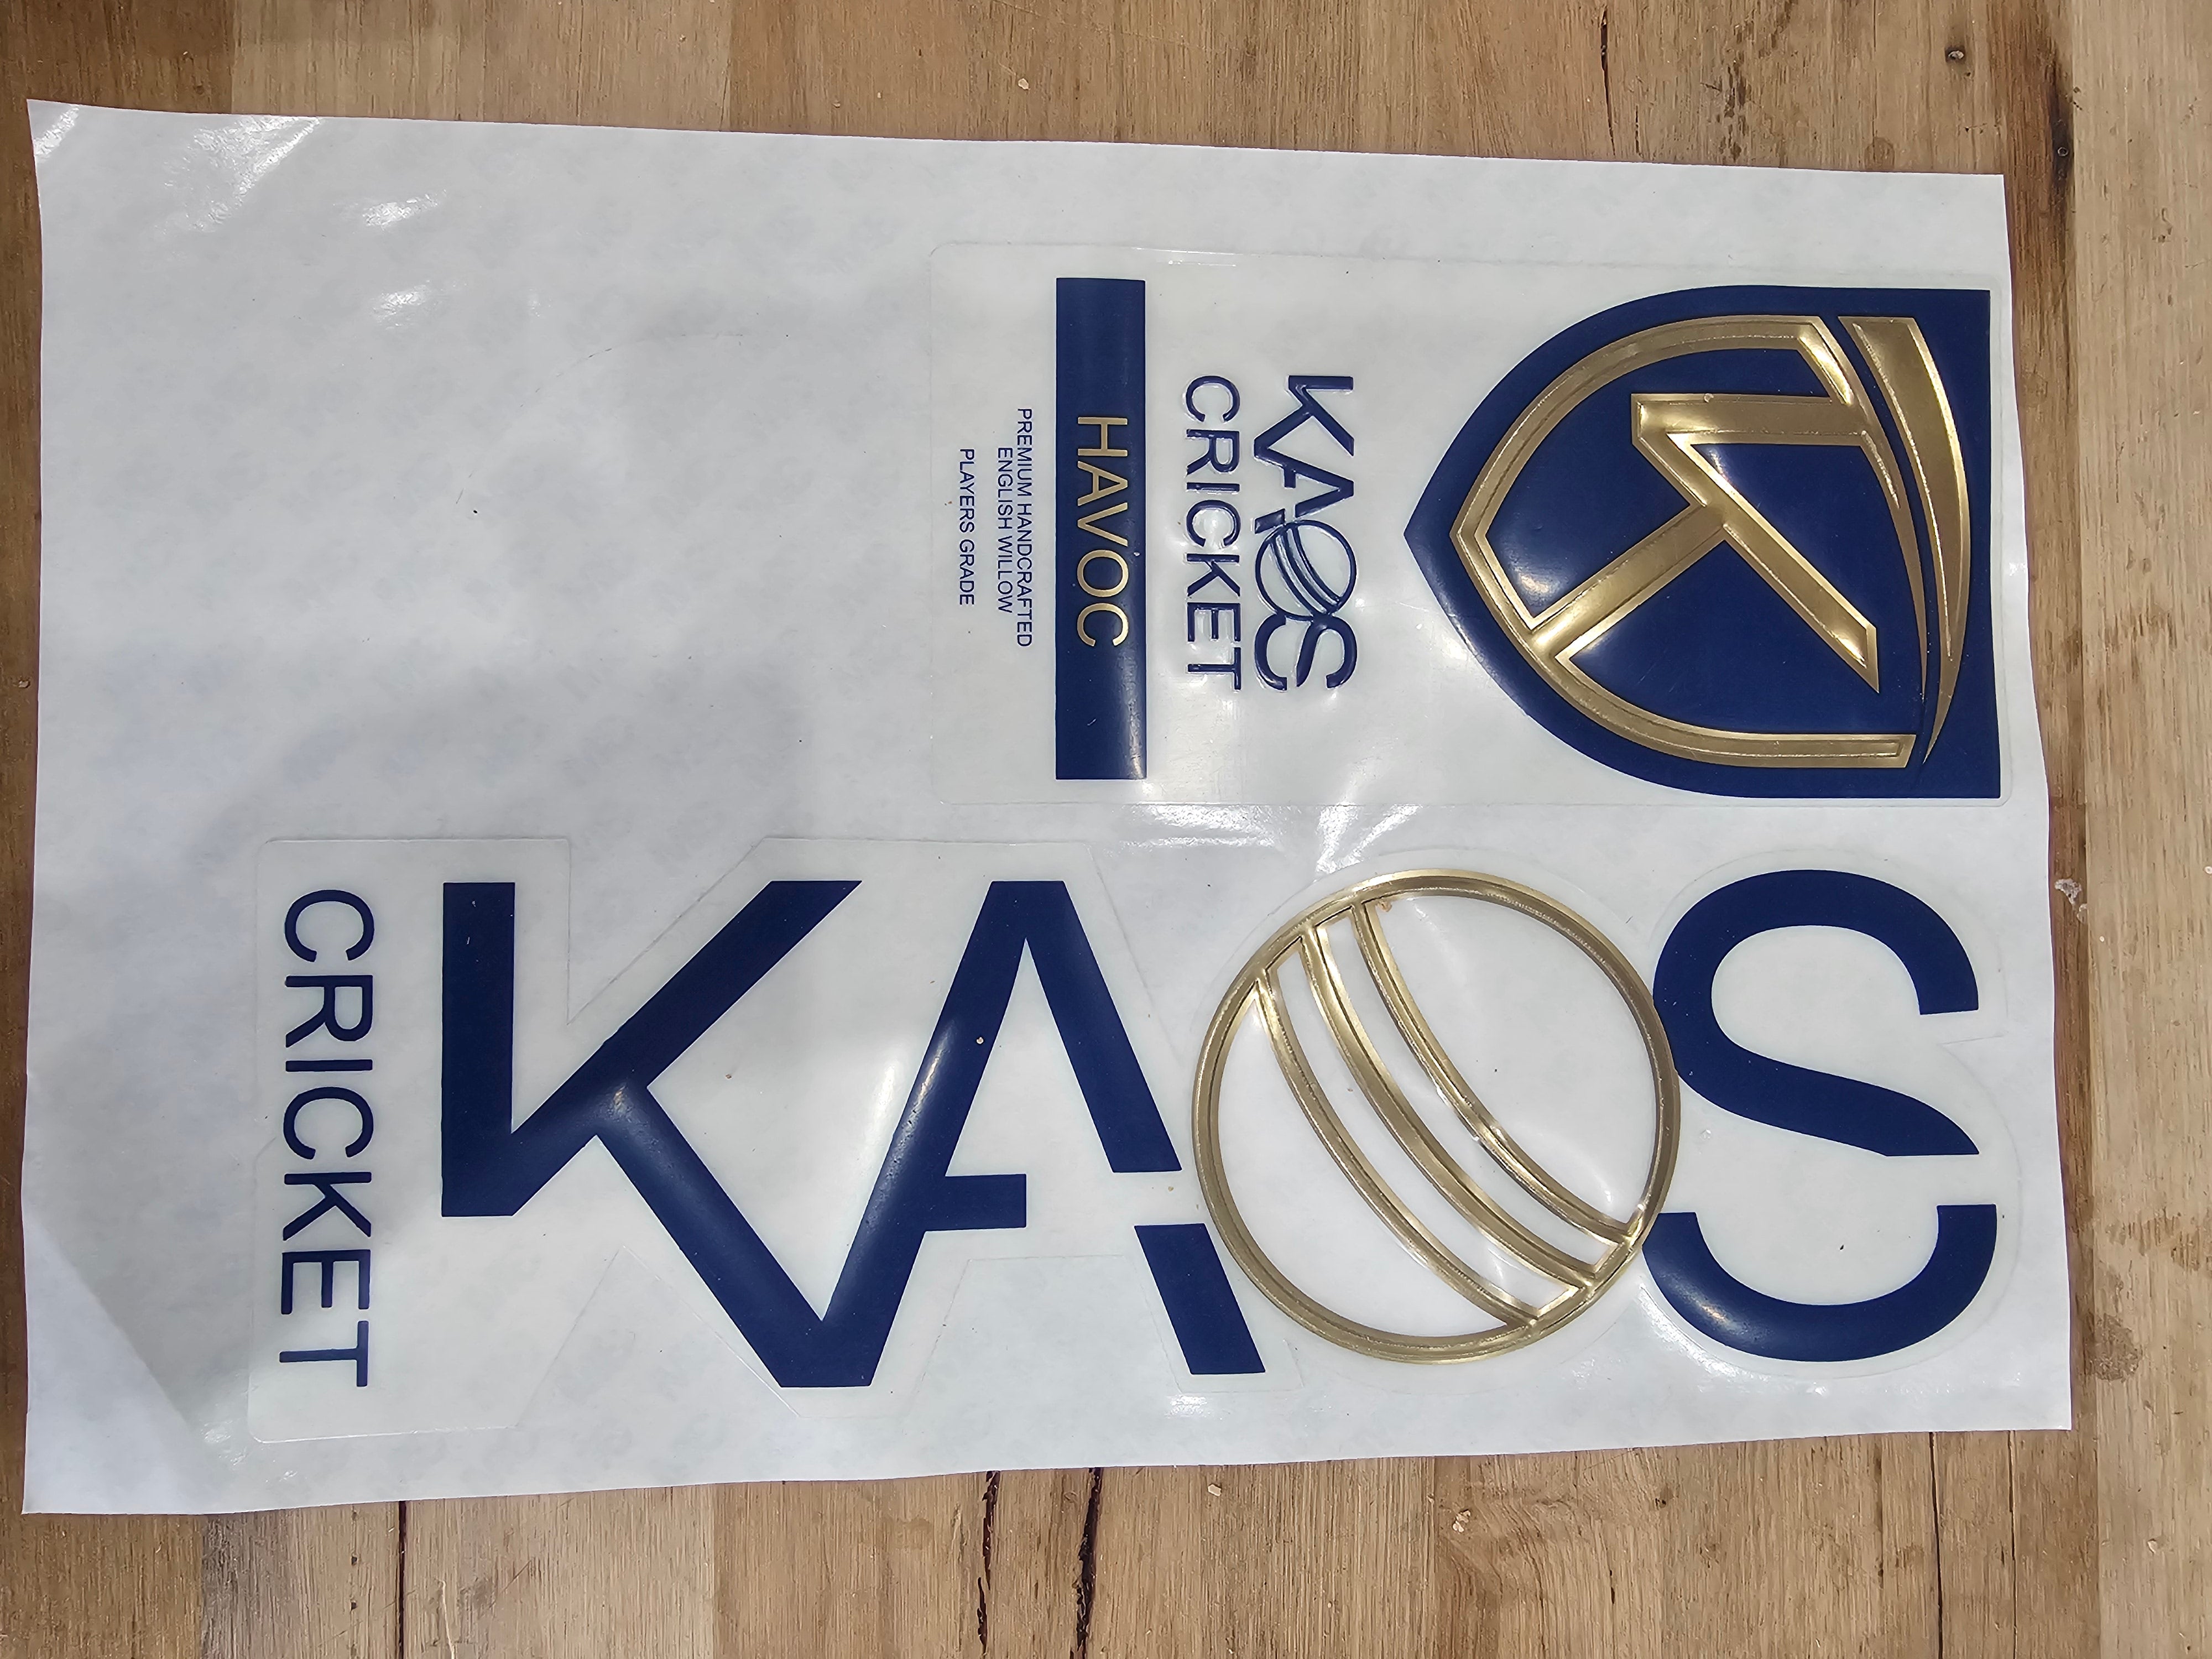 K
KAOS
CRICKET
HAVOC
PREMIUM HANDCRAFTED
ENGLISH WILLOW
PLAYERS GRADE
KAOS
CRICKET